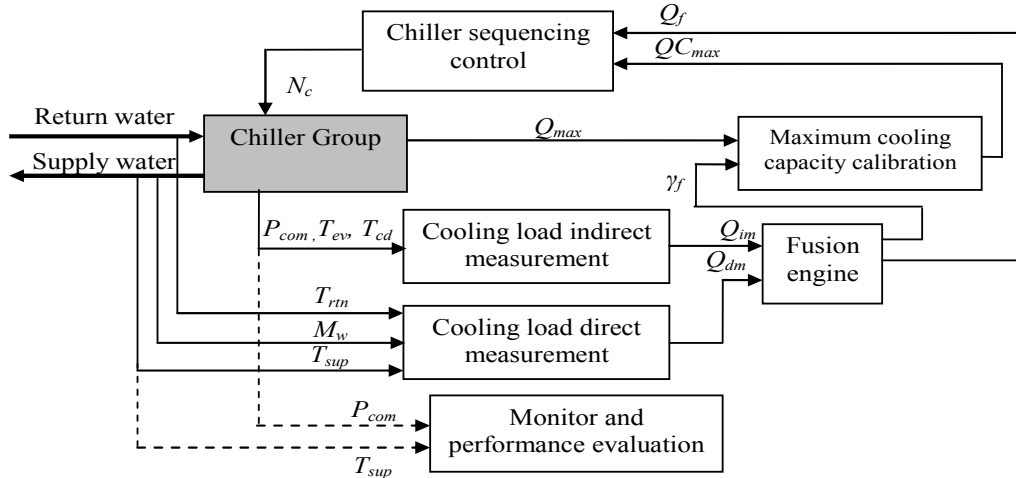 Chiller sequencing
control
Q_f
QC_max
N_c
Return water
Supply water
Chiller Group
Q_max
Maximum cooling
capacity calibration
γ_f
P_com, T_ev, T_cd
Cooling load indirect
measurement
Q_im
Q_dm
Fusion
engine
T_rtn
M_w
T_sup
Cooling load direct
measurement
P_com
T_sup
Monitor and
performance evaluation